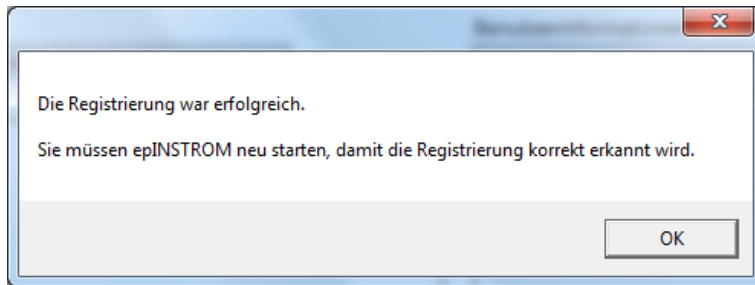 Die Registrierung war erfolgreich.
Sie müssen epINSTROM neu starten, damit die Registrierung korrekt erkannt wird.
OK